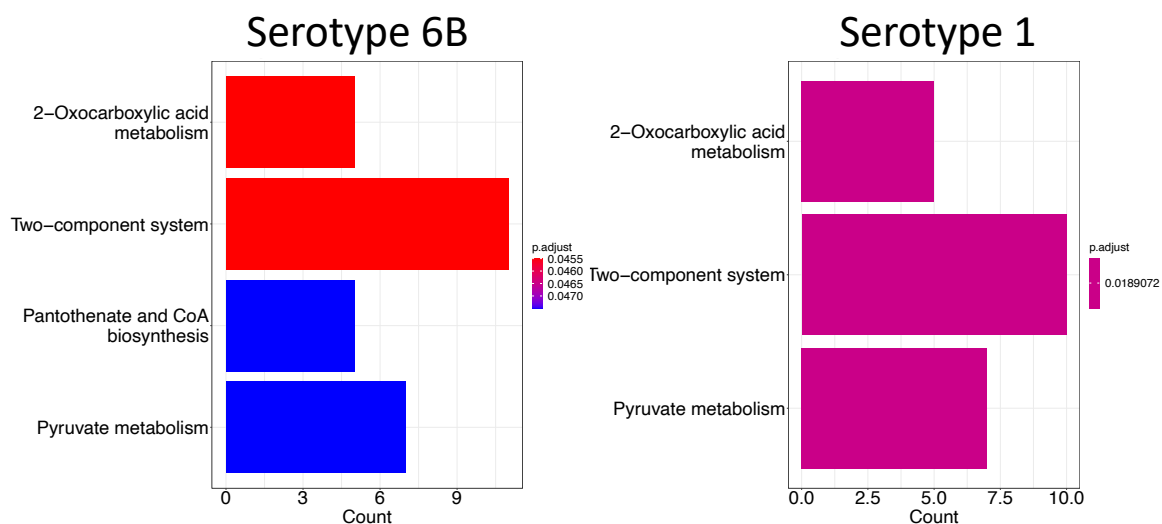 Serotype 6B
2−Oxocarboxylic acid
metabolism
Two−component system
Pantothenate and CoA
biosynthesis
Pyruvate metabolism
0
3
6
9
Count
p.adjust
0.0455
0.0460
0.0465
0.0470
Serotype 1
2−Oxocarboxylic acid
metabolism
Two−component system
Pyruvate metabolism
0.0
2.5
5.0
7.5
10.0
Count
p.adjust
0.0189072